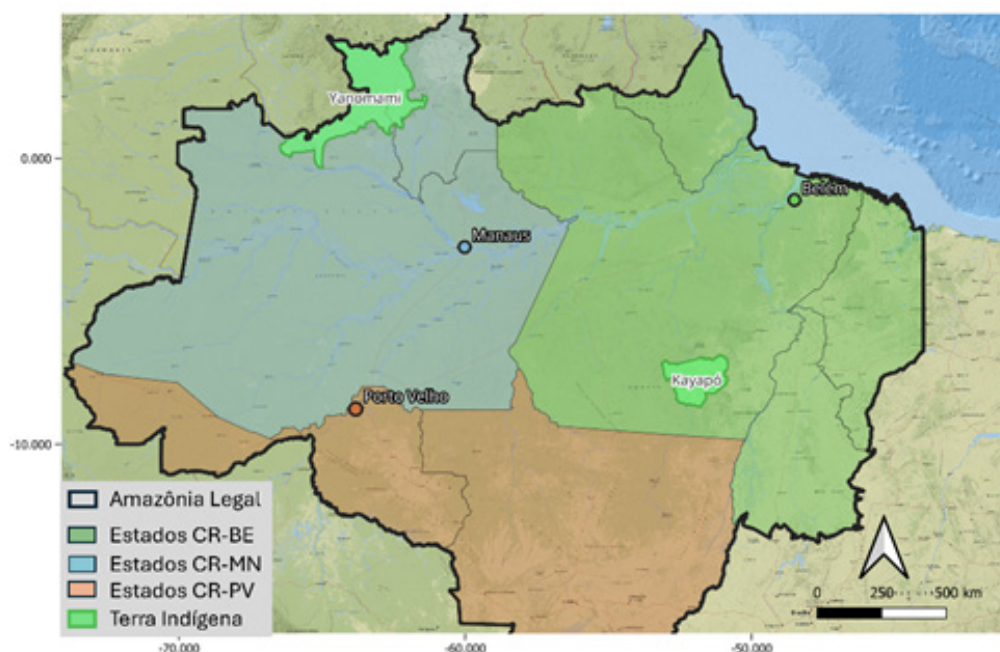 Yanomami
0.000
Belém
Manaus
Kayapó
Porto Velho
-10.000
Amazônia Legal
Estados CR-BE
Estados CR-MN
Estados CR-PV
Terra Indígena
0 250 500 km
-70.000 -60.000 -50.000